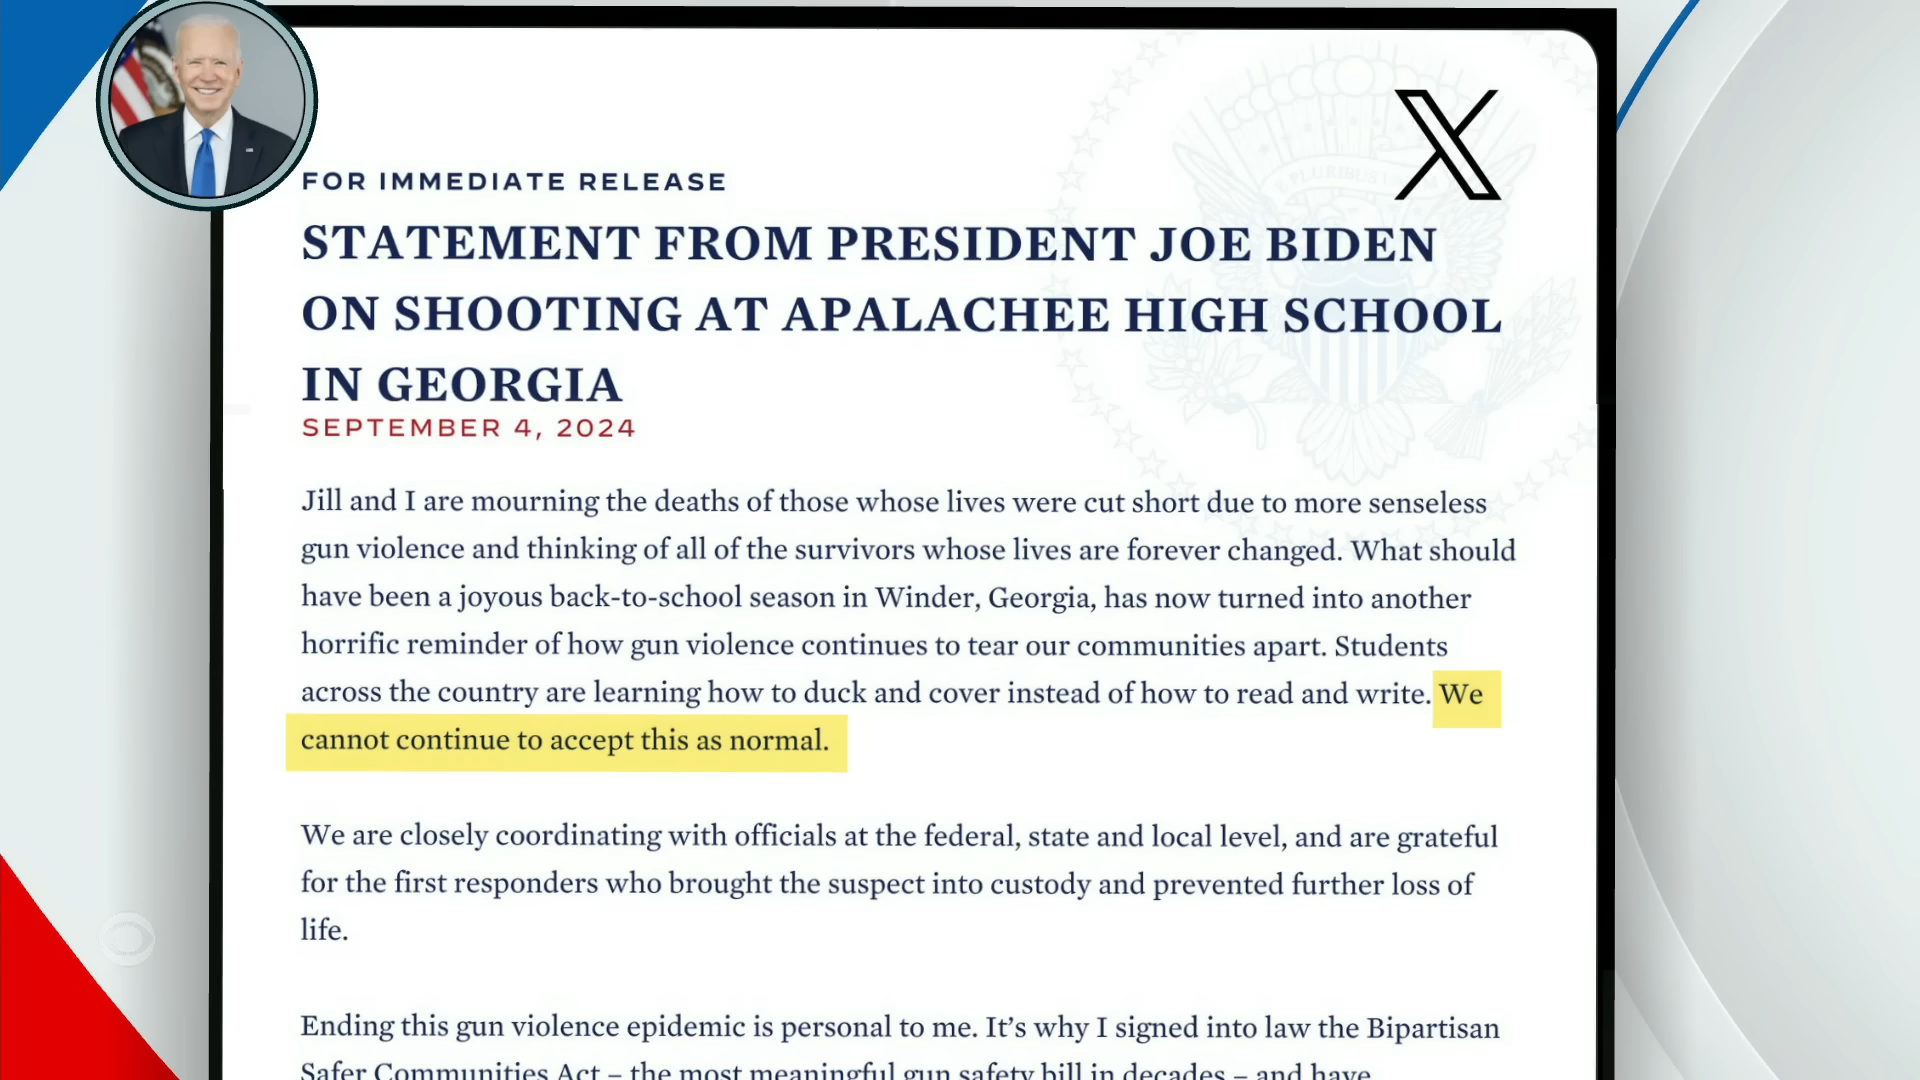 FOR IMMEDIATE RELEASE
STATEMENT FROM PRESIDENT JOE BIDEN
ON SHOOTING AT APALACHEE HIGH SCHOOL
IN GEORGIA
SEPTEMBER 4, 2024
Jill and I are mourning the deaths of those whose lives were cut short due to more senseless
gun violence and thinking of all of the survivors whose lives are forever changed. What should
have been a joyous back-to-school season in Winder, Georgia, has now turned into another
horrific reminder of how gun violence continues to tear our communities apart. Students
across the country are learning how to duck and cover instead of how to read and write. We
cannot continue to accept this as normal.
We are closely coordinating with officials at the federal, state and local level, and are grateful
for the first responders who brought the suspect into custody and prevented further loss of
life.
Ending this gun violence epidemic is personal to me. It’s why I signed into law the Bipartisan
Safer Communities Act – the most meaningful gun safety bill in decades – and have